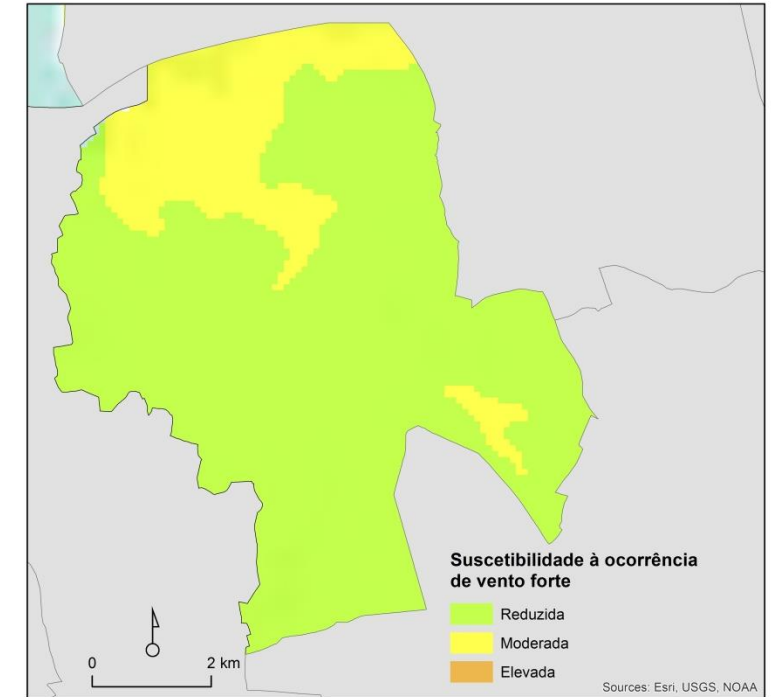 Suscetibilidade à ocorrência
de vento forte
Reduzida
Moderada
Elevada
0 2 km
Sources: Esri, USGS, NOAA